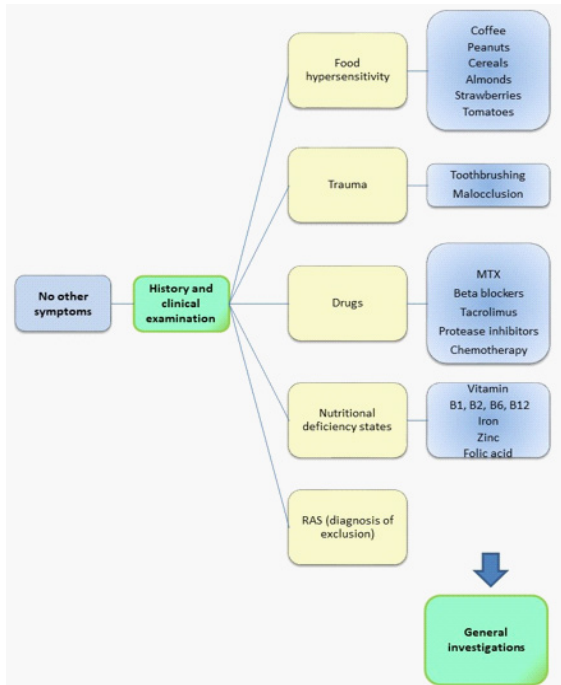 No other
symptoms
History and
clinical
examination
Food
hypersensitivity
Coffee
Peanuts
Cereals
Almonds
Strawberries
Tomatoes
Trauma
Toothbrushing
Malocclusion
Drugs
MTX
Beta blockers
Tacrolimus
Protease inhibitors
Chemotherapy
Nutritional
deficiency states
Vitamin
B1, B2, B6, B12
Iron
Zinc
Folic acid
RAS (diagnosis of
exclusion)
General
investigations